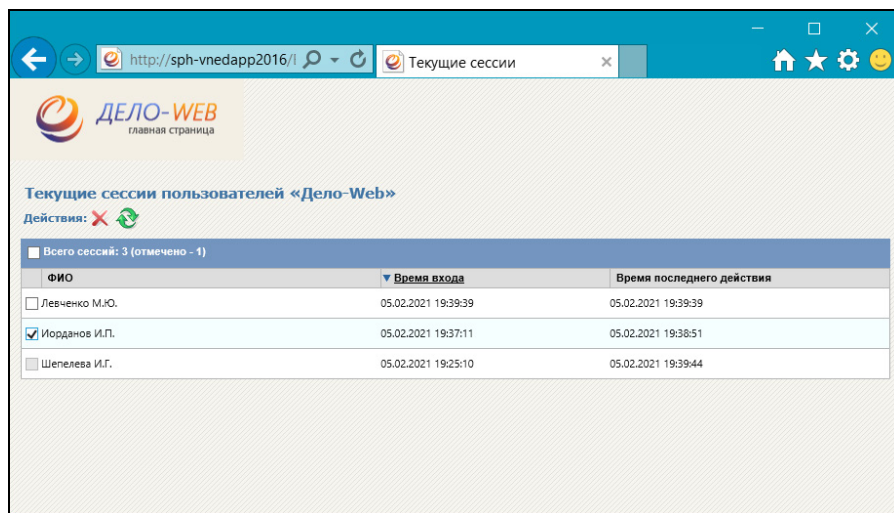 http://sph-vnedapp2016/
Текущие сессии
ДЕЛО-WEB
главная страница
Текущие сессии пользователей «Дело-Web»
Действия:
Всего сессий: 3 (отмечено - 1)
ФИО Время входа Время последнего действия
Левченко М.Ю. 05.02.2021 19:39:39 05.02.2021 19:39:39
Иорданов И.П. 05.02.2021 19:37:11 05.02.2021 19:38:51
Шепелева И.Г. 05.02.2021 19:25:10 05.02.2021 19:39:44